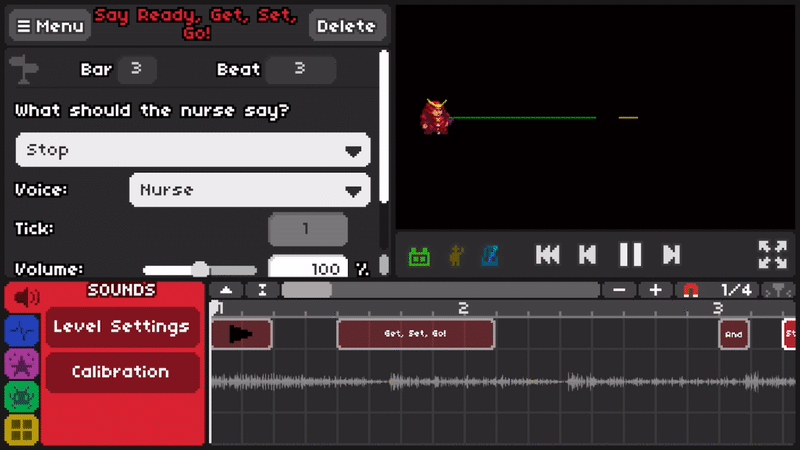 Menu
Say Ready, Get, Set,
Go!
Delete
Bar 3 Beat 3
What should the nurse say?
Stop
Voice: Nurse
Tick: 1
Volume: 100 %
SOUNDS
Level Settings
Calibration
1/4
1 2 3
Get, Set, Go!
And
St